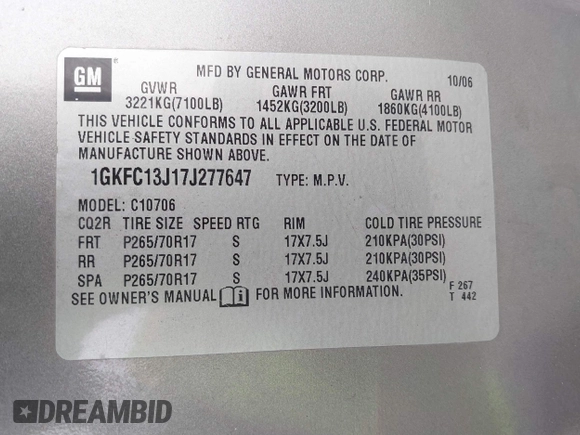 GM
MFD BY GENERAL MOTORS CORP. 10/06
GVWR GAWR FRT GAWR RR
3221KG(7100LB) 1452KG(3200LB) 1860KG(4100LB)
THIS VEHICLE CONFORMS TO ALL APPLICABLE U.S. FEDERAL MOTOR
VEHICLE SAFETY STANDARDS IN EFFECT ON THE DATE OF
MANUFACTURE SHOWN ABOVE.
1GKFC13J17J277647 TYPE: M.P.V.
MODEL: C10706
CQ2R TIRE SIZE SPEED RTG RIM COLD TIRE PRESSURE
FRT P265/70R17 S 17X7.5J 210KPA(30PSI)
RR P265/70R17 S 17X7.5J 210KPA(30PSI)
SPA P265/70R17 S 17X7.5J 240KPA(35PSI)
SEE OWNER'S MANUAL FOR MORE INFORMATION.
F 267
T 442
DREAMBID